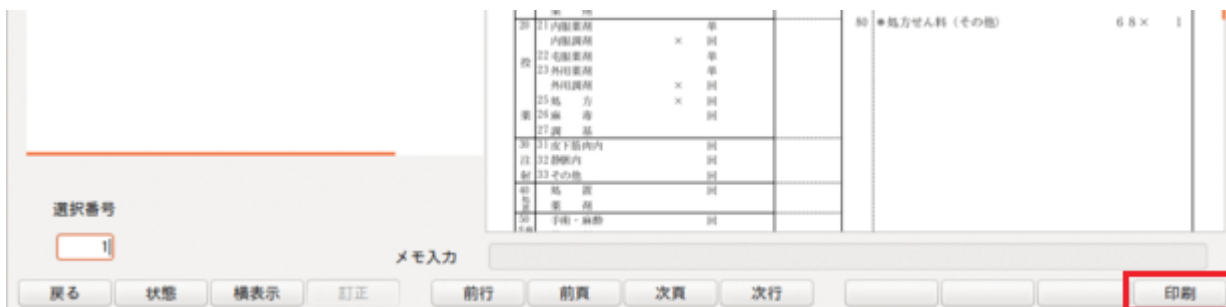 薬 剤
20 21 内服薬剤 単
内服調剤 × 回
22 屯服薬剤 単
投 23 外用薬剤 単
外用調剤 × 回
25 処 方 × 回
薬 26 麻 毒 回
27 調 基
30 31 皮下筋肉内 回
注 32 静脈内 回
射 33 その他 回
40 処 置 回
薬 剤
50 手術・麻酔 回
80 *処方せん料(その他) 68× 1
選択番号
1
メモ入力
戻る 状態 横表示 訂正 前行 前頁 次頁 次行 印刷